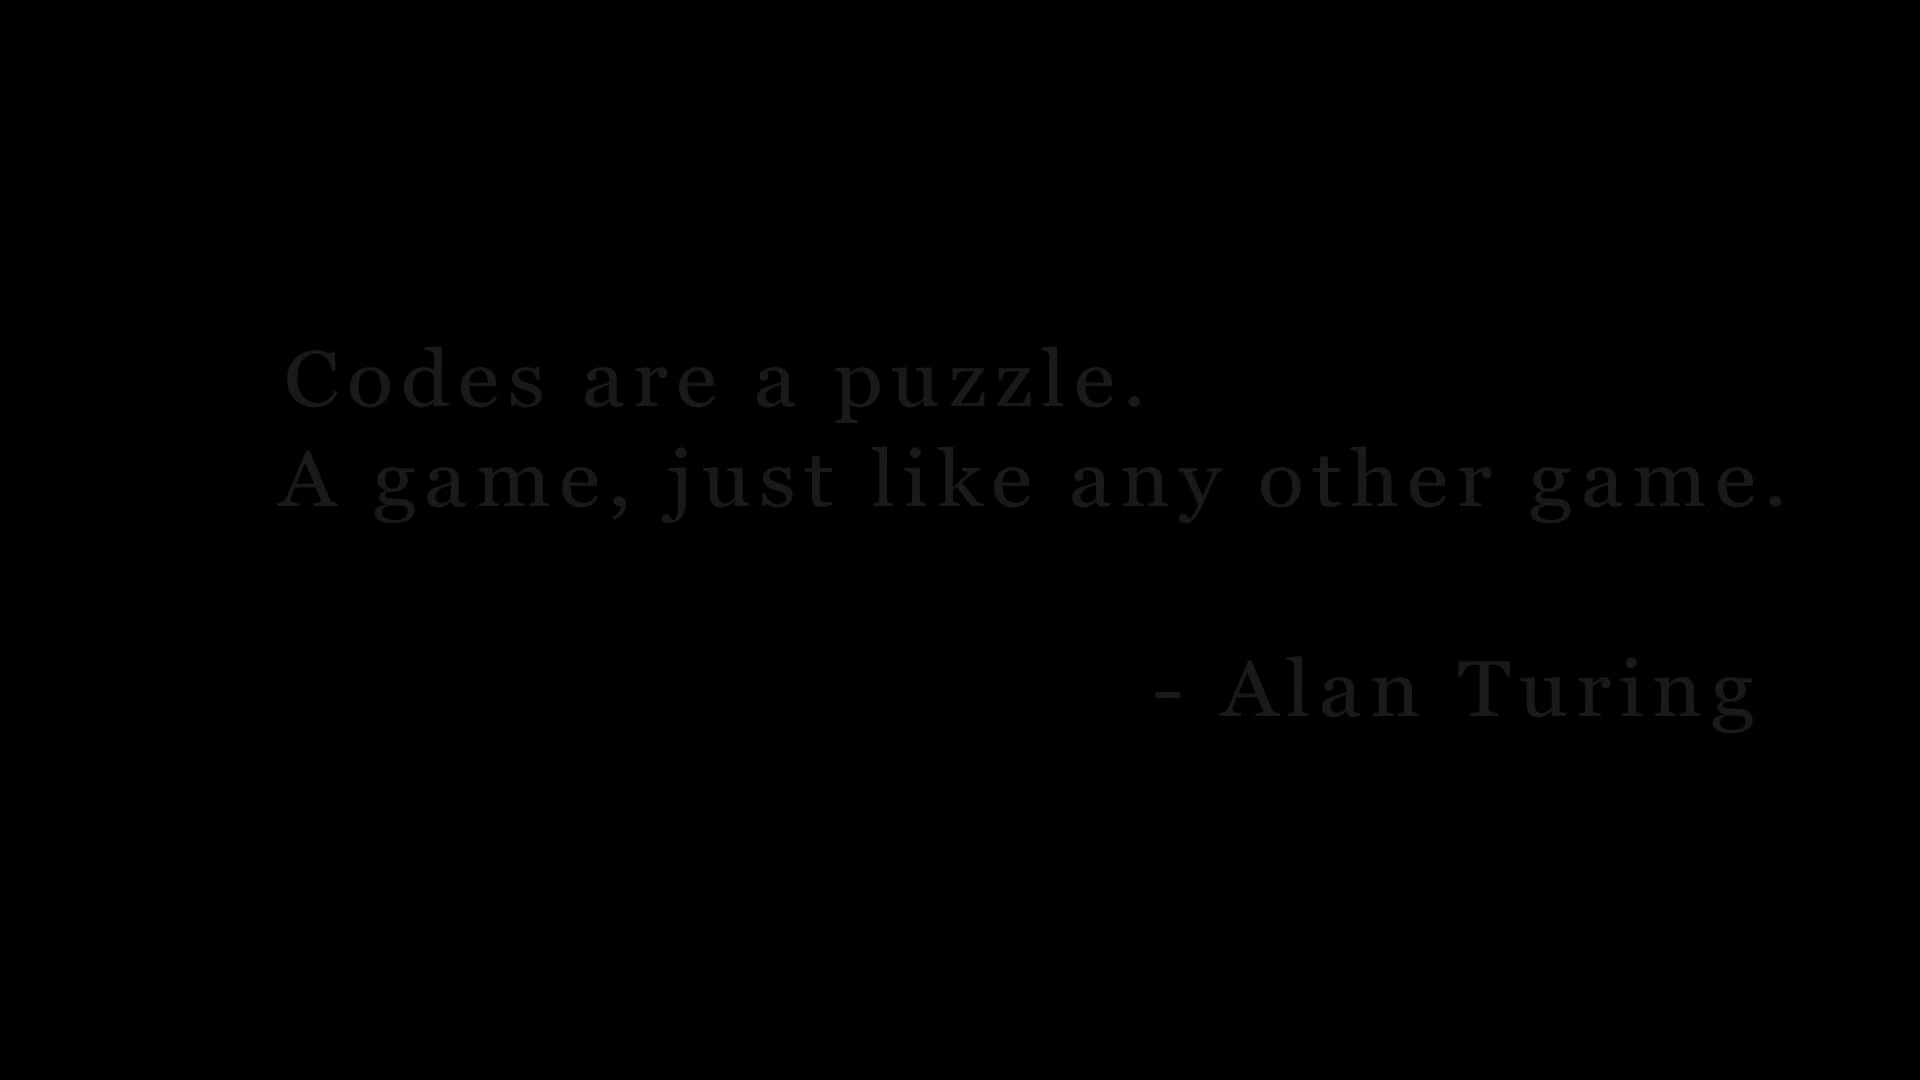 Codes are a puzzle.
A game, just like any other game.
- Alan Turing